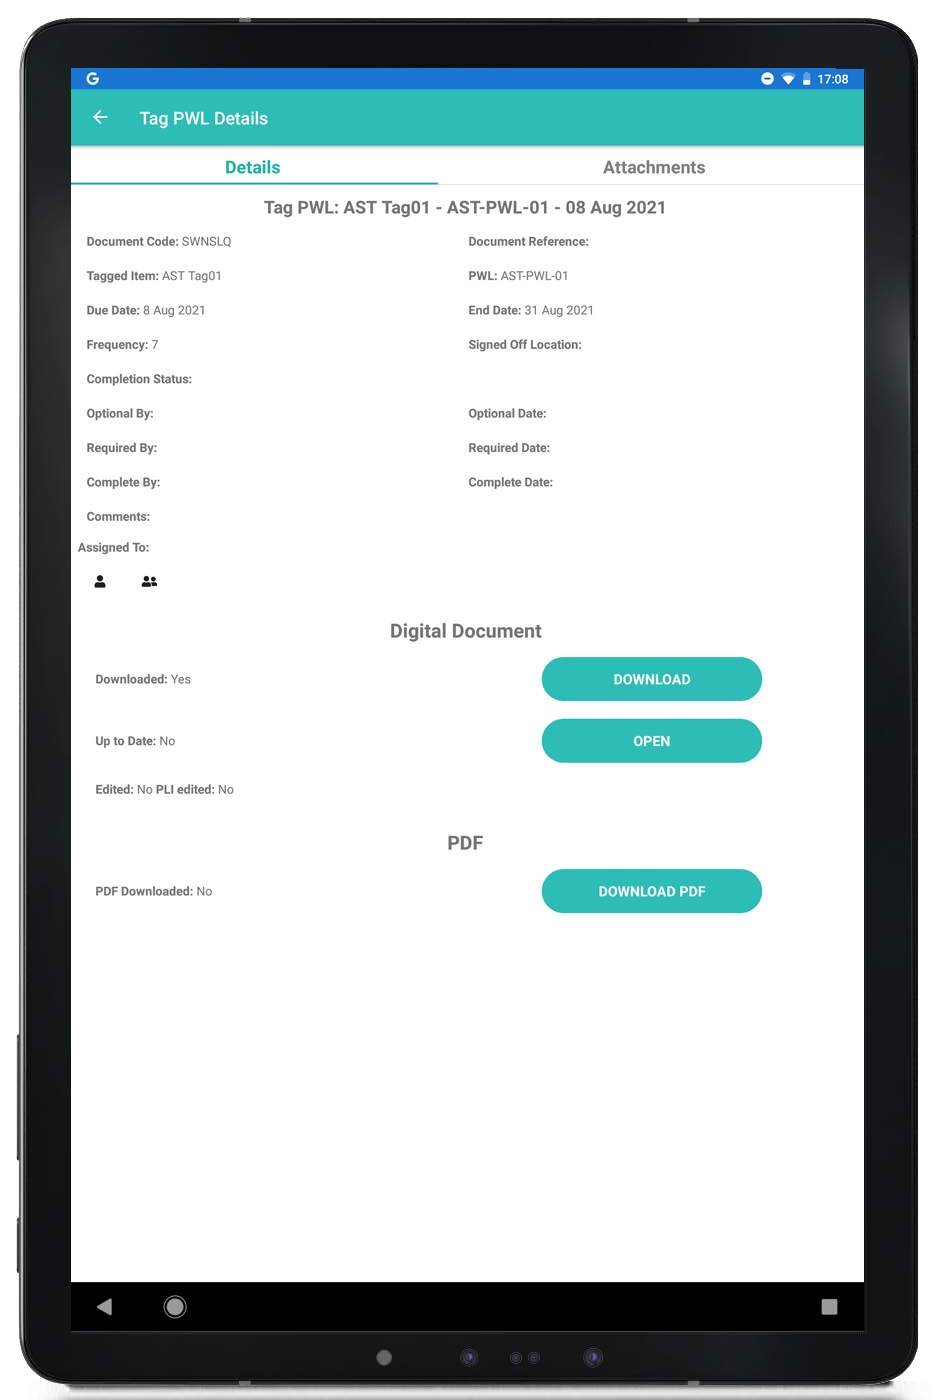 G 17:08
Tag PWL Details
Details Attachments
Tag PWL: AST Tag01 - AST-PWL-01 - 08 Aug 2021
Document Code: SWNSLQ Document Reference:
Tagged Item: AST Tag01 PWL: AST-PWL-01
Due Date: 8 Aug 2021 End Date: 31 Aug 2021
Frequency: 7 Signed Off Location:
Completion Status:
Optional By: Optional Date:
Required By: Required Date:
Complete By: Complete Date:
Comments:
Assigned To:
Digital Document
Downloaded: Yes DOWNLOAD
Up to Date: No OPEN
Edited: No PLI edited: No
PDF
PDF Downloaded: No DOWNLOAD PDF